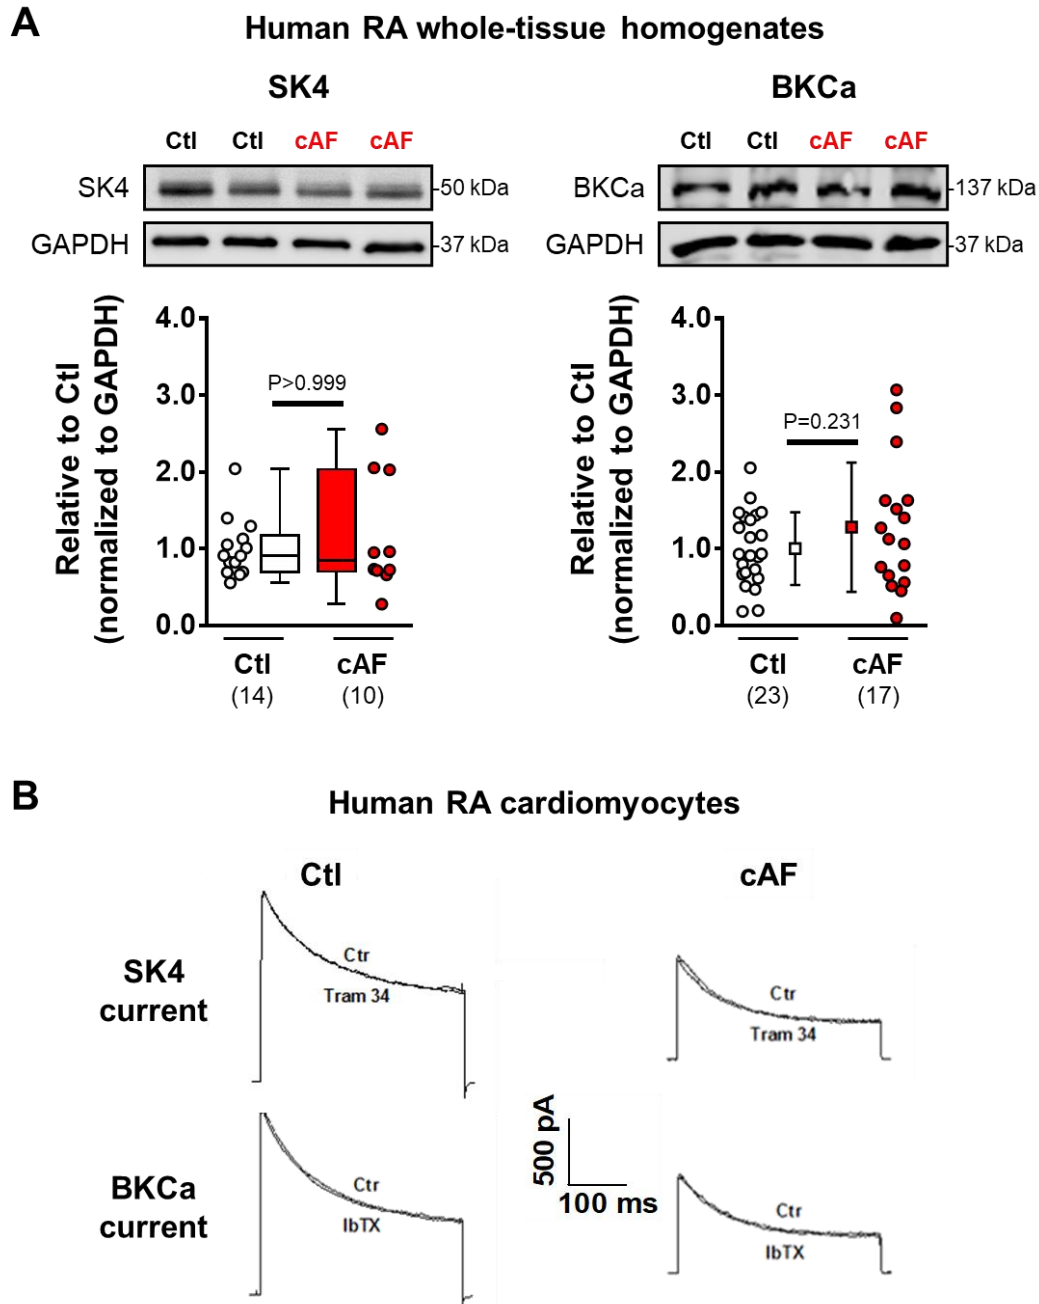 A
Human RA whole-tissue homogenates
SK4
Ctl Ctl cAF cAF
SK4
50 kDa
GAPDH
37 kDa
Relative to Ctl
(normalized to GAPDH)
4.0
3.0
2.0
1.0
0.0
P>0.999
Ctl
(14)
cAF
(10)
BKCa
Ctl Ctl cAF cAF
BKCa
137 kDa
GAPDH
37 kDa
Relative to Ctl
(normalized to GAPDH)
4.0
3.0
2.0
1.0
0.0
P=0.231
Ctl
(23)
cAF
(17)
B
Human RA cardiomyocytes
Ctl
cAF
SK4
current
Ctr
Tram 34
Ctr
Tram 34
BKCa
current
Ctr
IbTX
500 pA
100 ms
Ctr
IbTX